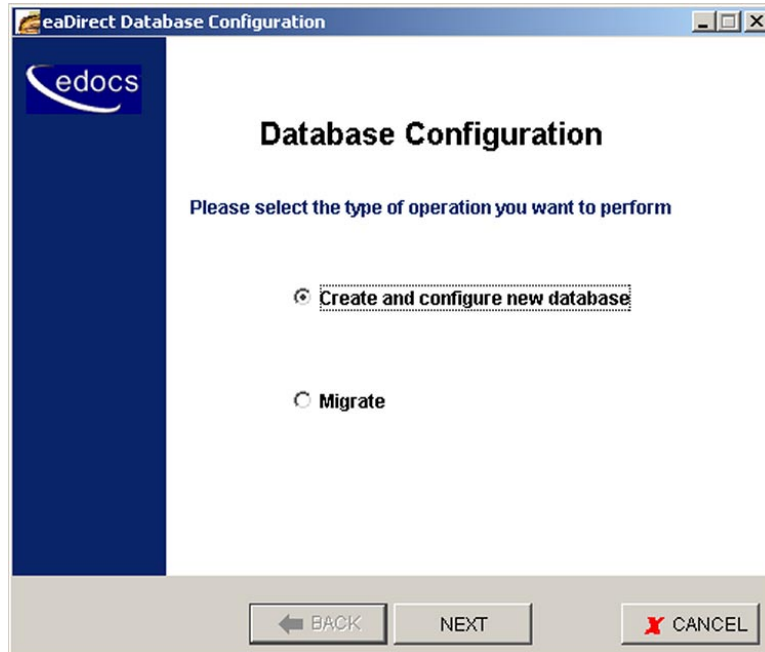 eaDirect Database Configuration
edocs
Database Configuration
Please select the type of operation you want to perform
Create and configure new database
Migrate
BACK
NEXT
CANCEL